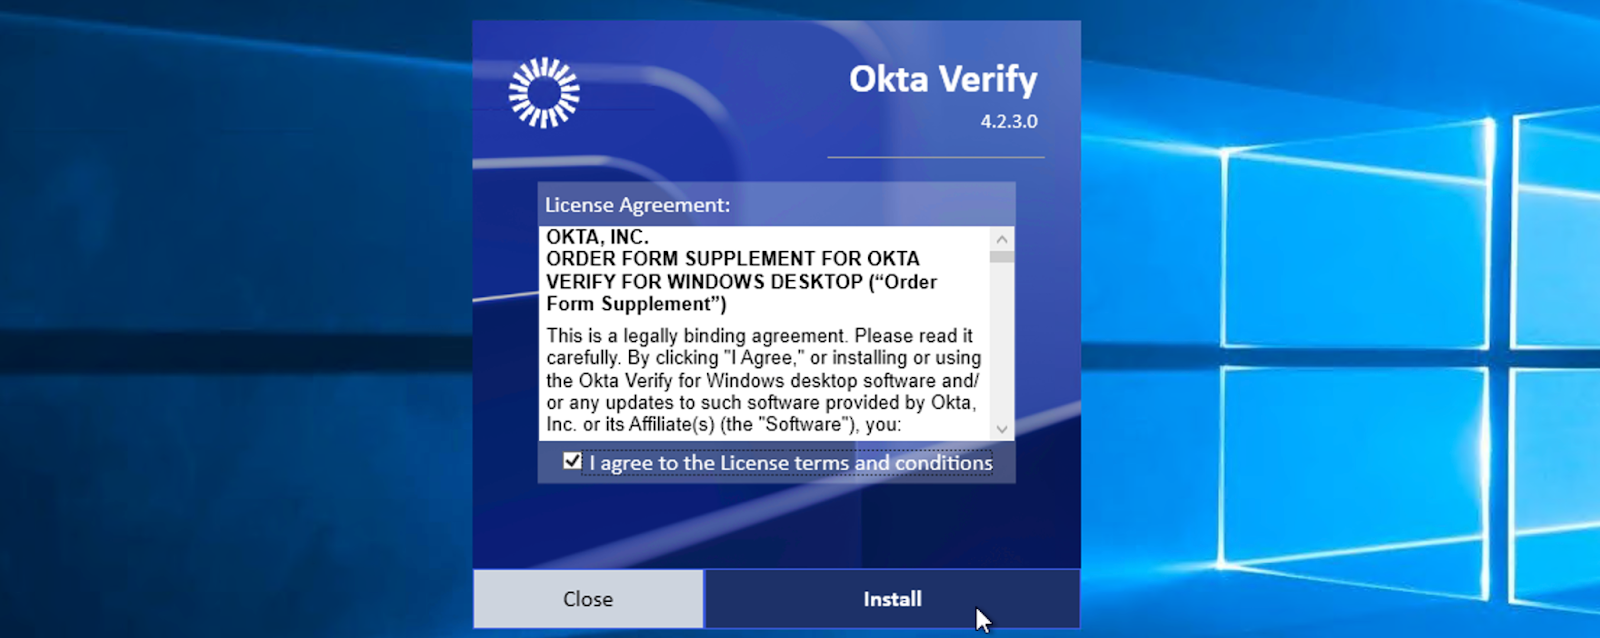 Okta Verify
4.2.3.0
License Agreement:
OKTA, INC.
ORDER FORM SUPPLEMENT FOR OKTA
VERIFY FOR WINDOWS DESKTOP (“Order
Form Supplement”)
This is a legally binding agreement. Please read it
carefully. By clicking "I Agree," or installing or using
the Okta Verify for Windows desktop software and/
or any updates to such software provided by Okta,
Inc. or its Affiliate(s) (the "Software"), you:
I agree to the License terms and conditions
Close
Install